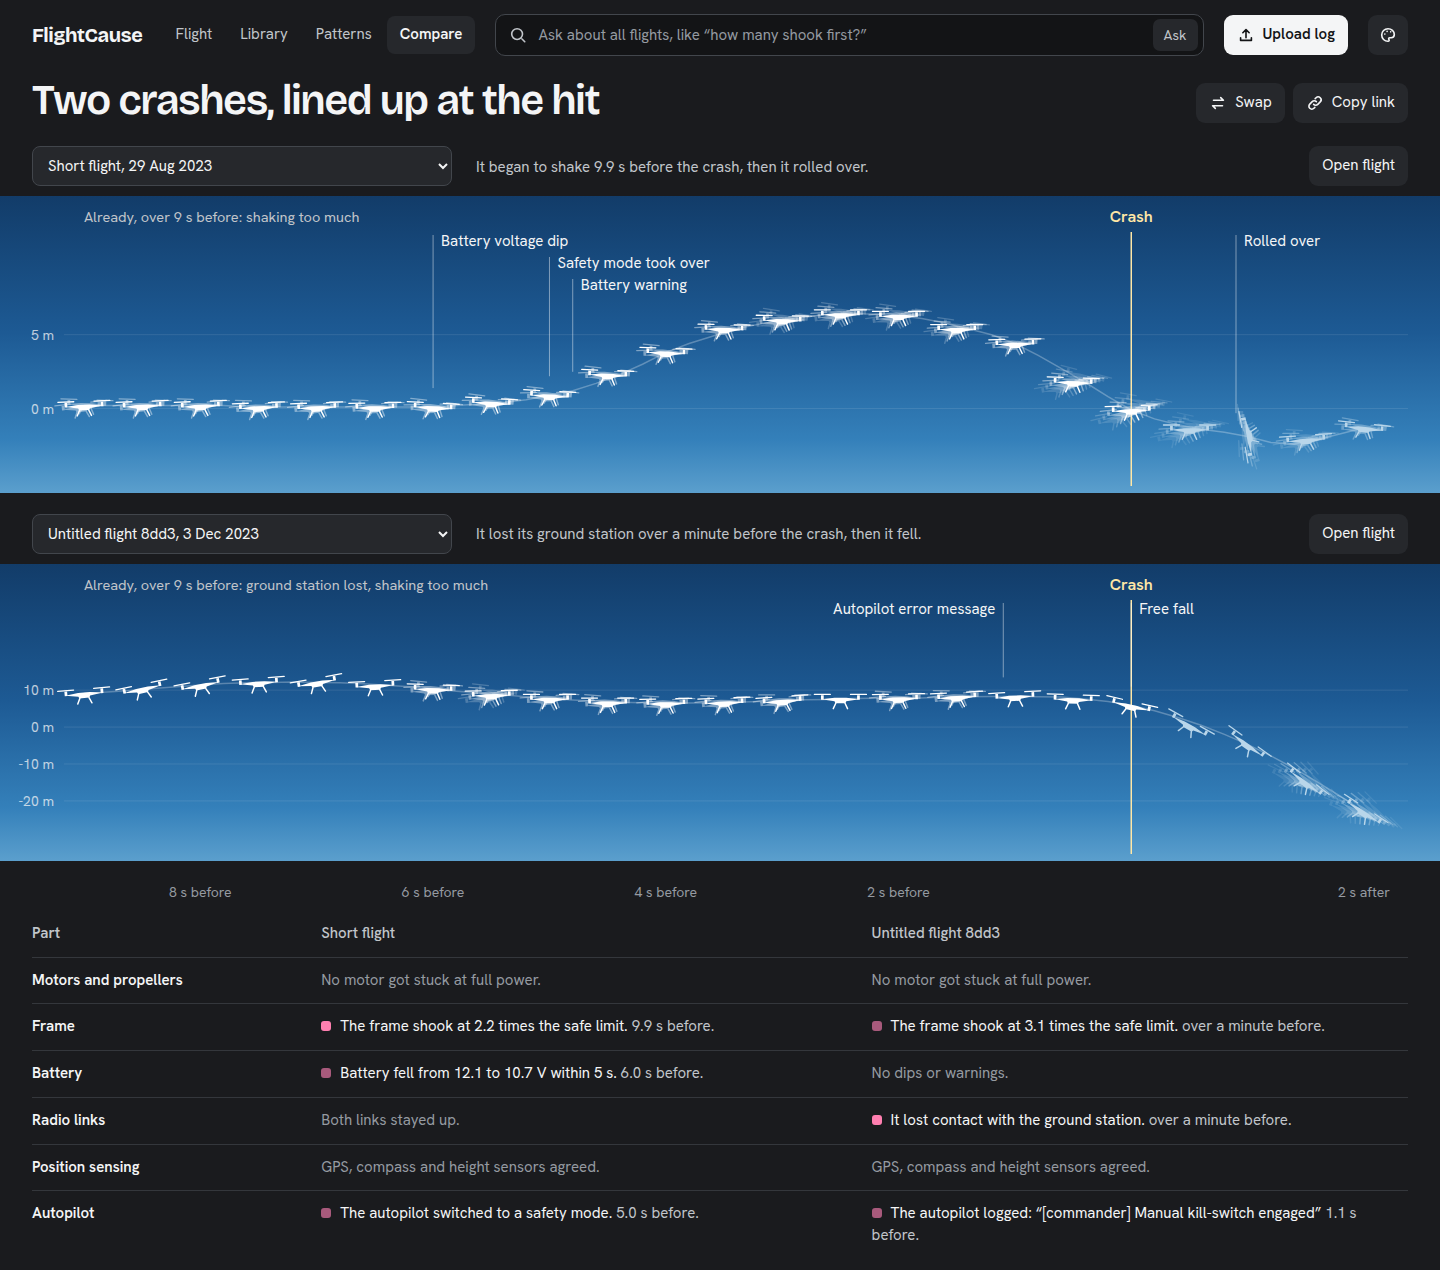 FlightCause
Flight
Library
Patterns
Compare
Ask about all flights, like “how many shook first?”
Ask
Upload log
Two crashes, lined up at the hit
Swap
Copy link
Short flight, 29 Aug 2023
It began to shake 9.9 s before the crash, then it rolled over.
Open flight
Already, over 9 s before: shaking too much
Crash
Battery voltage dip
Rolled over
Safety mode took over
Battery warning
5 m
0 m
Untitled flight 8dd3, 3 Dec 2023
It lost its ground station over a minute before the crash, then it fell.
Open flight
Already, over 9 s before: ground station lost, shaking too much
Crash
Autopilot error message
Free fall
10 m
0 m
-10 m
-20 m
8 s before
6 s before
4 s before
2 s before
2 s after
Part
Short flight
Untitled flight 8dd3
Motors and propellers
No motor got stuck at full power.
No motor got stuck at full power.
Frame
The frame shook at 2.2 times the safe limit. 9.9 s before.
The frame shook at 3.1 times the safe limit. over a minute before.
Battery
Battery fell from 12.1 to 10.7 V within 5 s. 6.0 s before.
No dips or warnings.
Radio links
Both links stayed up.
It lost contact with the ground station. over a minute before.
Position sensing
GPS, compass and height sensors agreed.
GPS, compass and height sensors agreed.
Autopilot
The autopilot switched to a safety mode. 5.0 s before.
The autopilot logged: “[commander] Manual kill-switch engaged” 1.1 s
before.